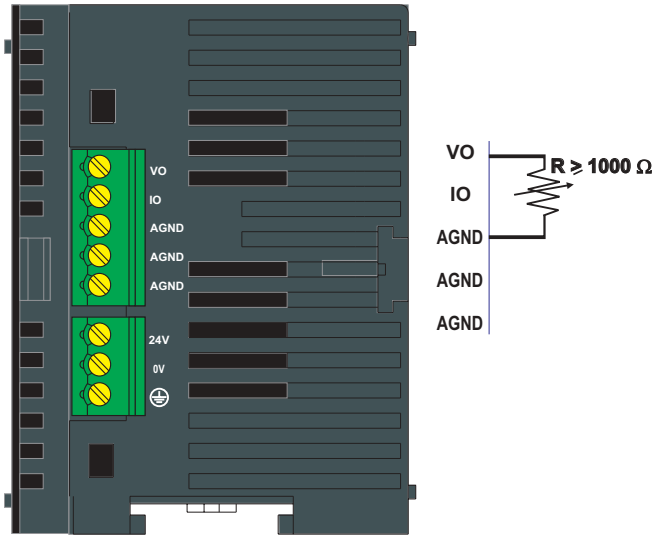 VO
IO
AGND
AGND
AGND
24V
0V
VO
R ⩾ 1000 Ω
IO
AGND
AGND
AGND